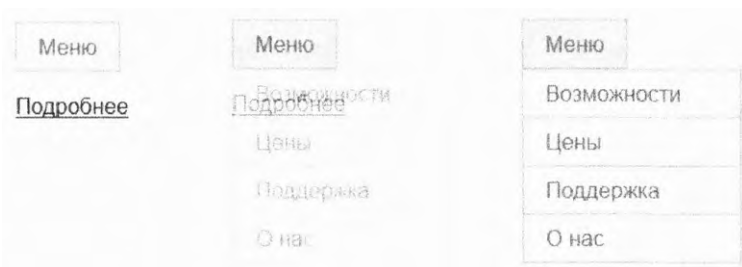 Меню
Подробнее
Меню
Возможности
Подробнее
Цены
Поддержка
О нас
Меню
Возможности
Цены
Поддержка
О нас